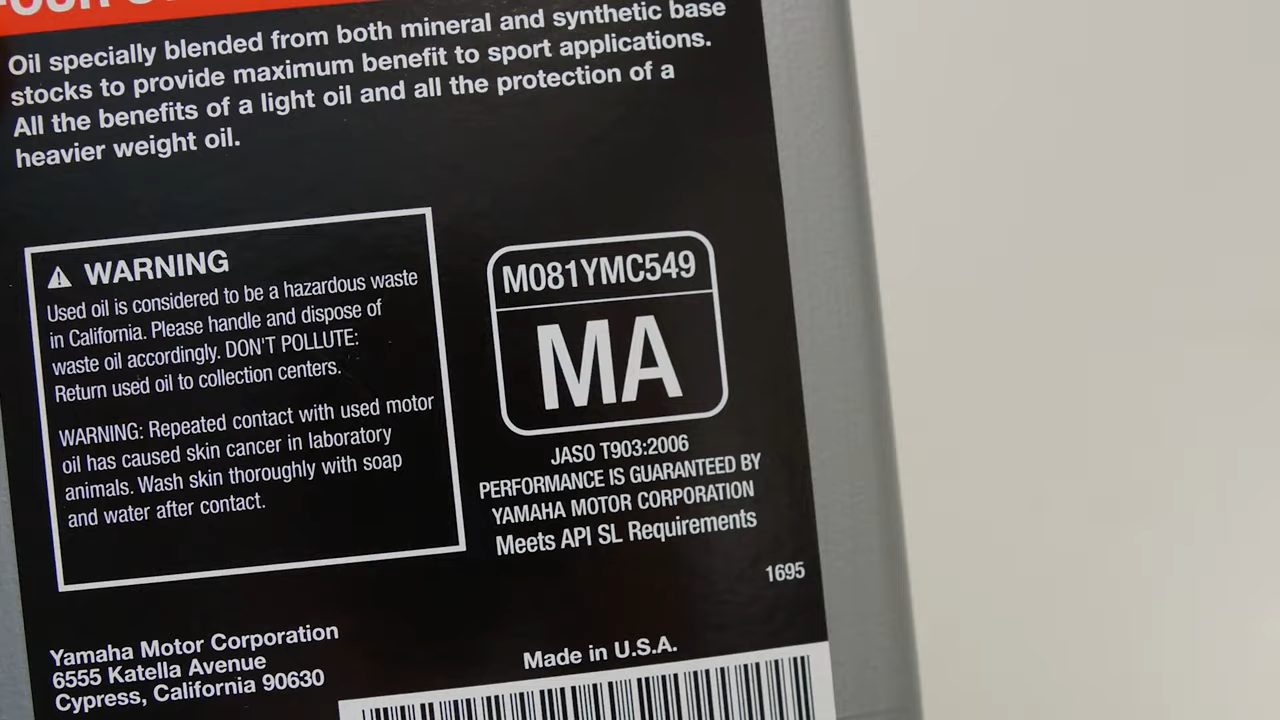 Oil specially blended from both mineral and synthetic base
stocks to provide maximum benefit to sport applications.
All the benefits of a light oil and all the protection of a
heavier weight oil.
WARNING
Used oil is considered to be a hazardous waste
in California. Please handle and dispose of
waste oil accordingly. DON'T POLLUTE:
Return used oil to collection centers.
WARNING: Repeated contact with used motor
oil has caused skin cancer in laboratory
animals. Wash skin thoroughly with soap
and water after contact.
M081YMC549
MA
JASO T903:2006
PERFORMANCE IS GUARANTEED BY
YAMAHA MOTOR CORPORATION
Meets API SL Requirements
1695
Yamaha Motor Corporation
6555 Katella Avenue
Cypress, California 90630
Made in U.S.A.